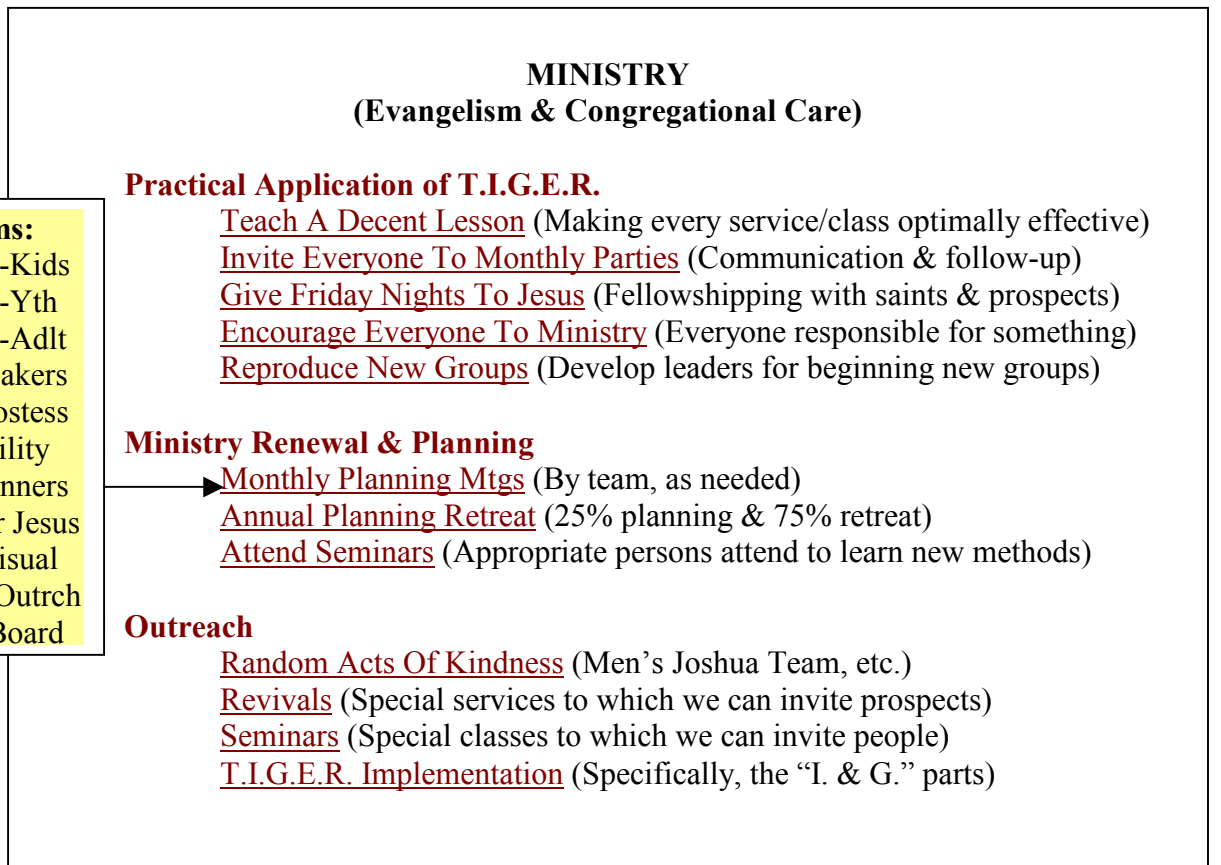 MINISTRY
(Evangelism & Congregational Care)
Practical Application of T.I.G.E.R.
Teach A Decent Lesson (Making every service/class optimally effective)
Invite Everyone To Monthly Parties (Communication & follow-up)
Give Friday Nights To Jesus (Fellowshipping with saints & prospects)
Encourage Everyone To Ministry (Everyone responsible for something)
Reproduce New Groups (Develop leaders for beginning new groups)
Ministry Renewal & Planning
Monthly Planning Mtgs (By team, as needed)
Annual Planning Retreat (25% planning & 75% retreat)
Attend Seminars (Appropriate persons attend to learn new methods)
Outreach
Random Acts Of Kindness (Men’s Joshua Team, etc.)
Revivals (Special services to which we can invite prospects)
Seminars (Special classes to which we can invite people)
T.I.G.E.R. Implementation (Specifically, the “I. & G.” parts)
-Kids
-Yth
-Adlt
Jesus
Outrch
Board